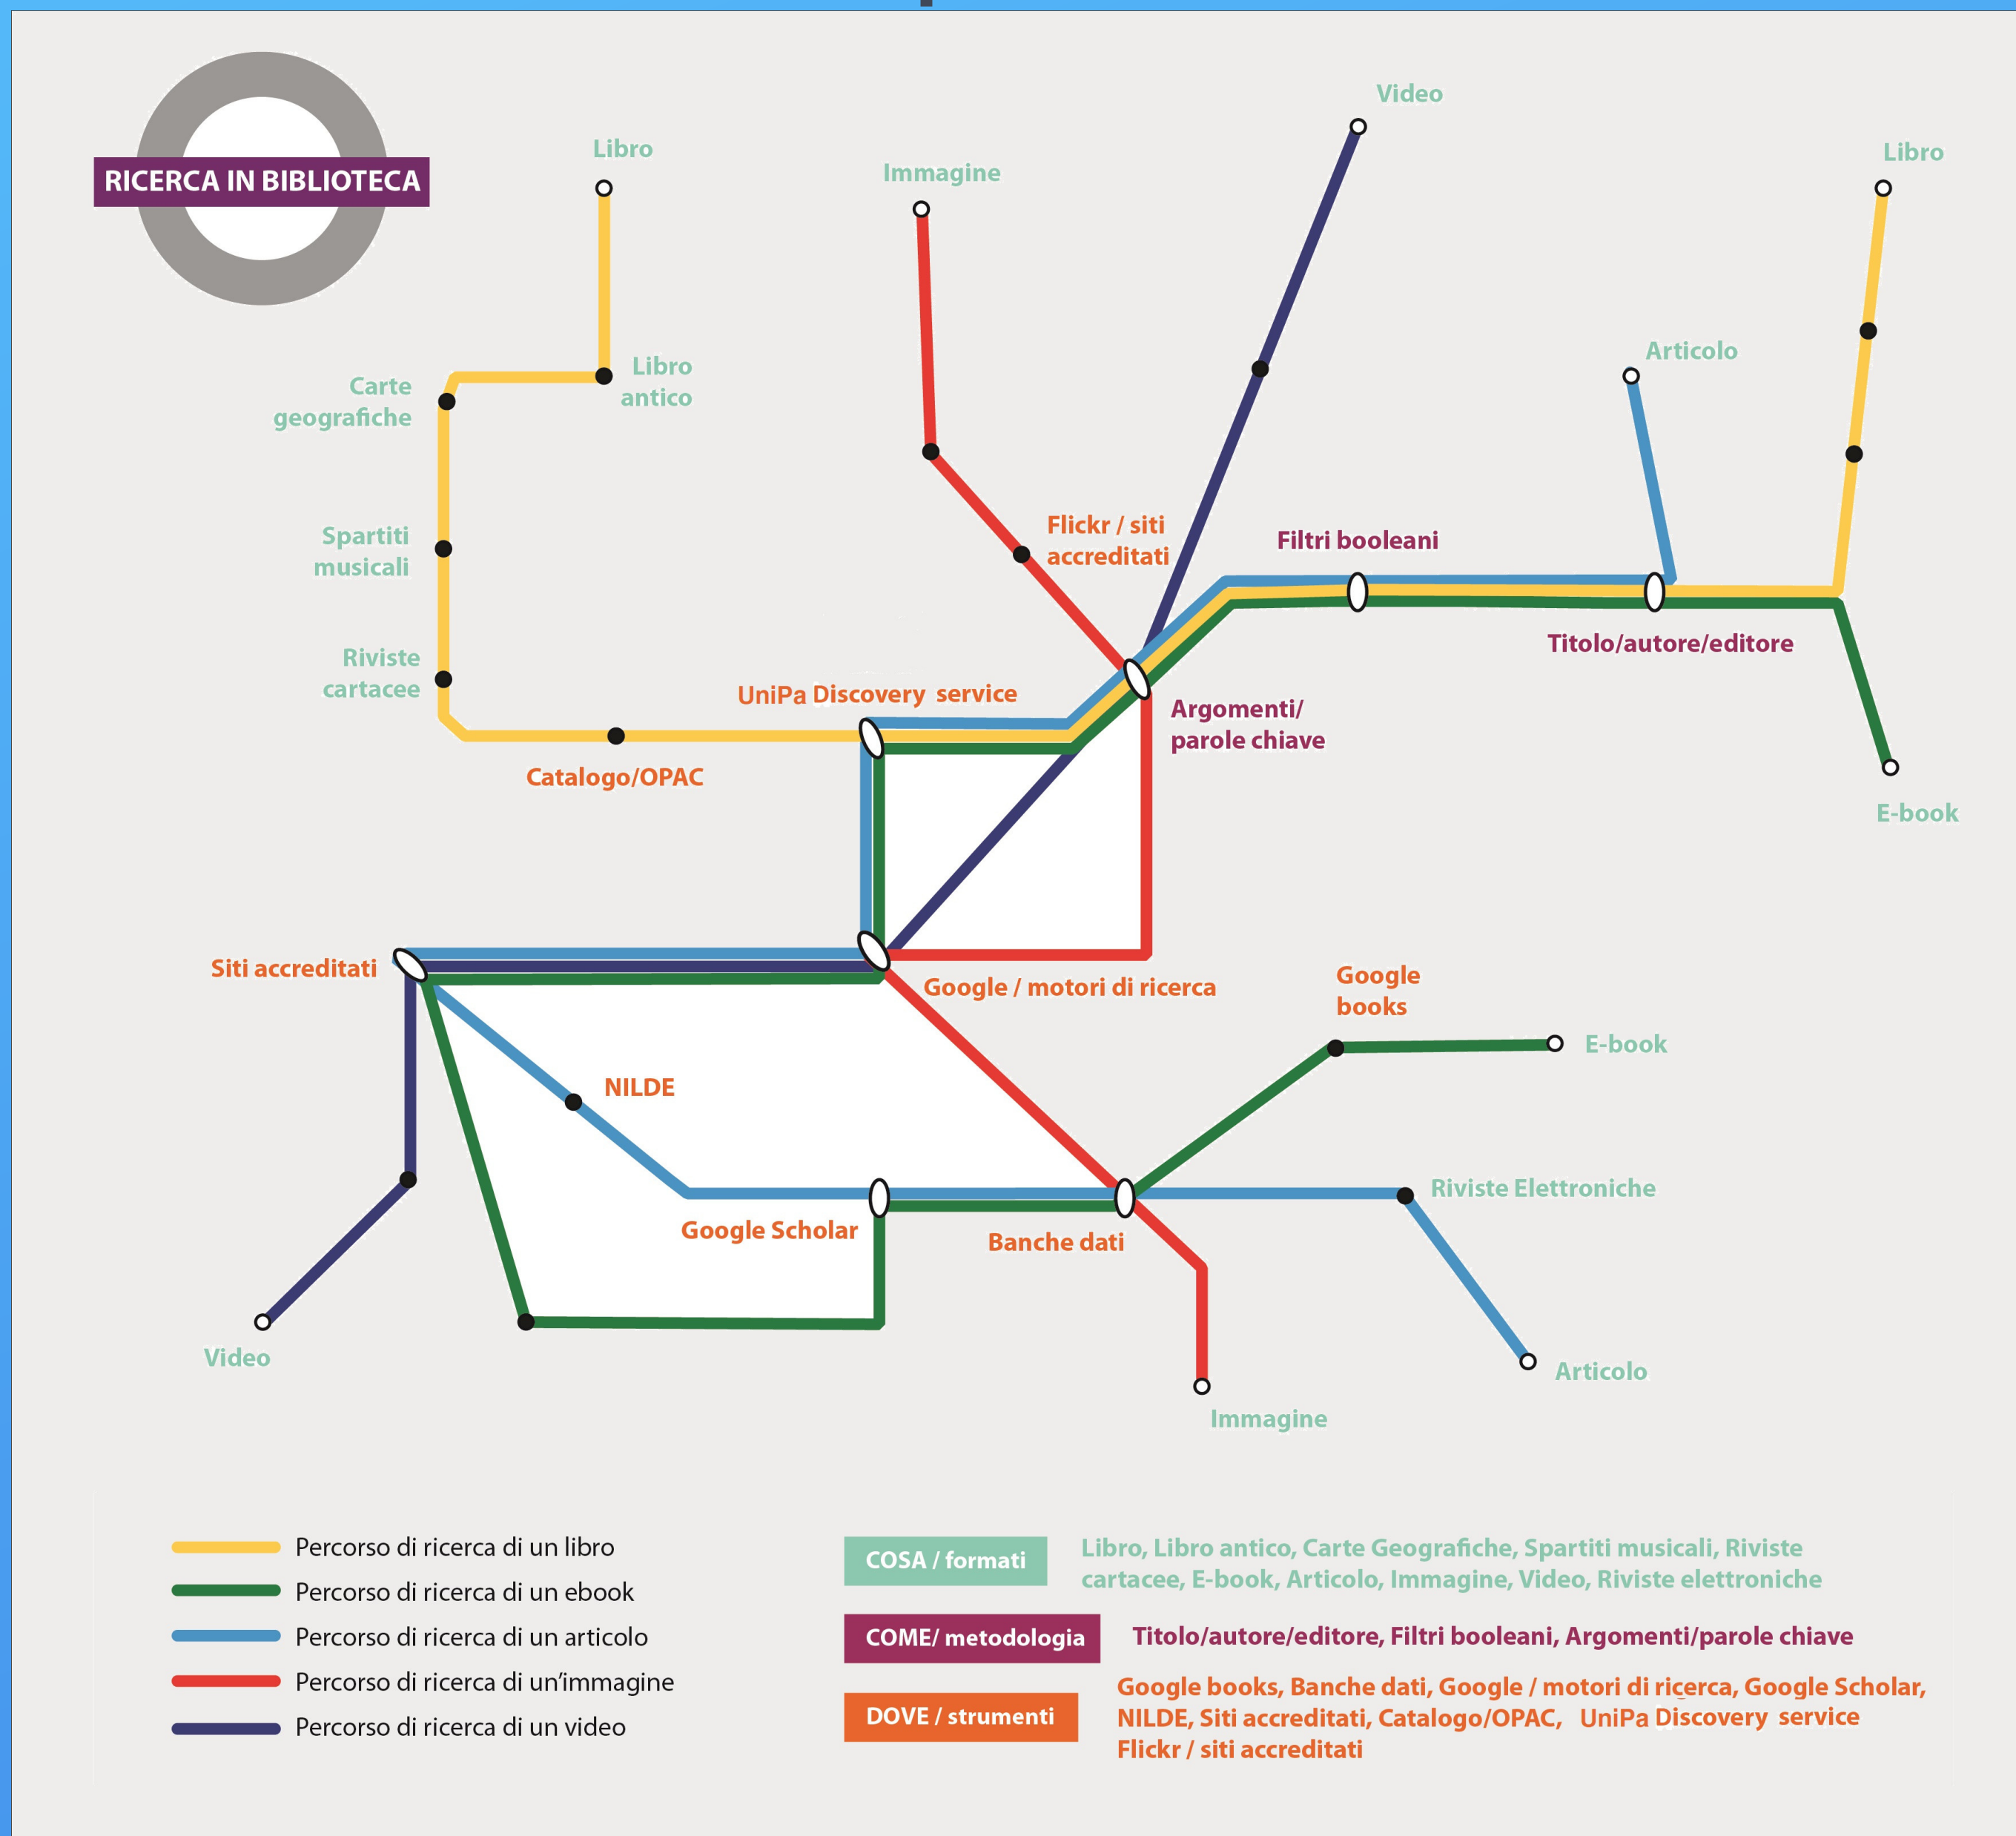 RICERCA IN BIBLIOTECA
Libro
Immagine
Video
Libro
Articolo
Libro
antico
Carte
geografiche
Spartiti
musicali
Riviste
cartacee
Flickr / siti
accreditati
Filtri booleani
Titolo/autore/editore
UniPa Discovery service
Argomenti/
parole chiave
Catalogo/OPAC
E-book
Siti accreditati
Google / motori di ricerca
Google
books
E-book
NILDE
Riviste Elettroniche
Google Scholar
Banche dati
Video
Articolo
Immagine
Percorso di ricerca di un libro
Percorso di ricerca di un ebook
Percorso di ricerca di un articolo
Percorso di ricerca di un'immagine
Percorso di ricerca di un video
COSA / formati
Libro, Libro antico, Carte Geografiche, Spartiti musicali, Riviste
cartacee, E-book, Articolo, Immagine, Video, Riviste elettroniche
COME/ metodologia
Titolo/autore/editore, Filtri booleani, Argomenti/parole chiave
DOVE / strumenti
Google books, Banche dati, Google / motori di ricerca, Google Scholar,
NILDE, Siti accreditati, Catalogo/OPAC, UniPa Discovery service
Flickr / siti accreditati